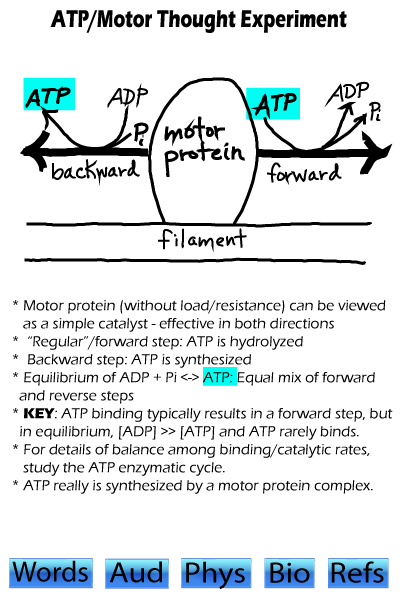 ATP/Motor Thought Experiment
ATP ADP Pi
motor protein
ATP ADP Pi
backward
forward
filament
* Motor protein (without load/resistance) can be viewed
as a simple catalyst - effective in both directions
* "Regular"/forward step: ATP is hydrolyzed
* Backward step: ATP is synthesized
* Equilibrium of ADP + Pi <-> ATP: Equal mix of forward
and reverse steps
* KEY: ATP binding typically results in a forward step, but
in equilibrium, [ADP] >> [ATP] and ATP rarely binds.
* For details of balance among binding/catalytic rates,
study the ATP enzymatic cycle.
* ATP really is synthesized by a motor protein complex.
Words Aud Phys Bio Refs